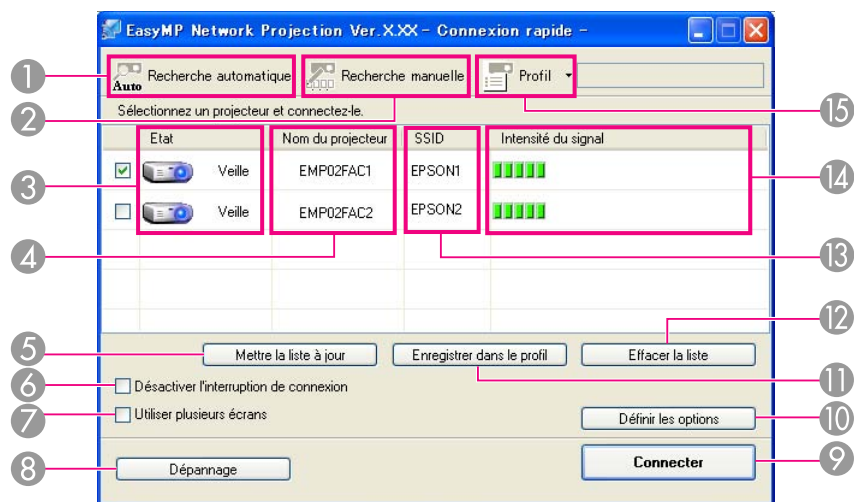 EasyMP Network Projection Ver.X.XX - Connexion rapide -
1 Auto Recherche automatique Recherche manuelle Profil
2 Sélectionnez un projecteur et connectez-le. 15
Etat Nom du projecteur SSID Intensité du signal
3 Veille EMP02FAC1 EPSON1 14
Veille EMP02FAC2 EPSON2
4 13
12
5 Mettre la liste à jour Enregistrer dans le profil Effacer la liste
6 Désactiver l'interruption de connexion 11
7 Utiliser plusieurs écrans Définir les options 10
8 Dépannage Connecter 9